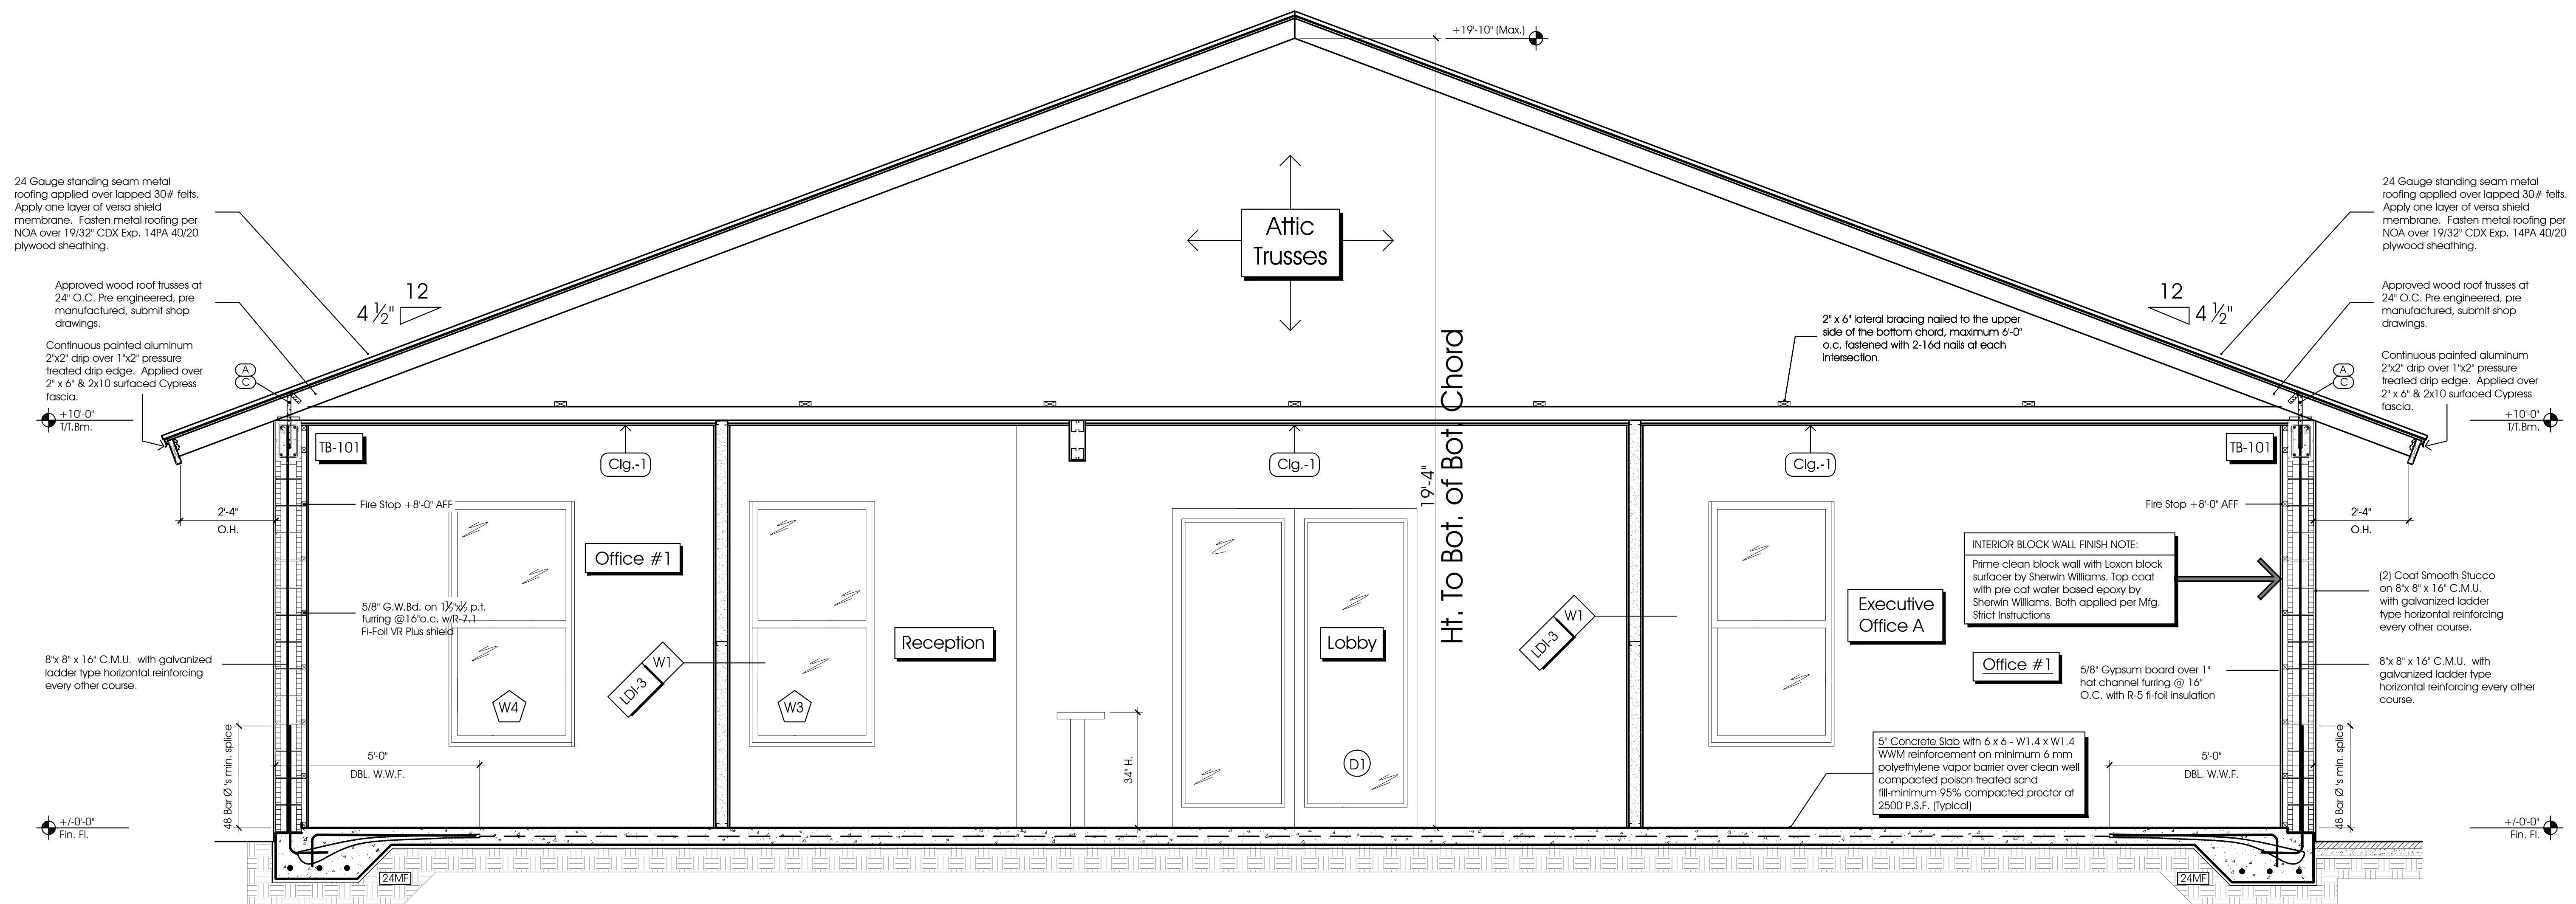 +19'-10" (Max.)
24 Gauge standing seam metal
roofing applied over lapped 30# felts.
Apply one layer of versa shield
membrane. Fasten metal roofing per
NOA over 19/32" CDX Exp. 14PA 40/20
plywood sheathing.
Approved wood roof trusses at
24" O.C. Pre engineered, pre
manufactured, submit shop
drawings.
Continuous painted aluminum
2"x2" drip over 1"x2" pressure
treated drip edge. Applied over
2" x 6" & 2x10 surfaced Cypress
fascia.
12
4 ½"
A
C
+10'-0"
T/T.Bm.
Attic
Trusses
2" x 6" lateral bracing nailed to the upper
side of the bottom chord, maximum 6'-0"
o.c. fastened with 2-16d nails at each
intersection.
12
4 ½"
24 Gauge standing seam metal
roofing applied over lapped 30# felts.
Apply one layer of versa shield
membrane. Fasten metal roofing per
NOA over 19/32" CDX Exp. 14PA 40/20
plywood sheathing.
Approved wood roof trusses at
24" O.C. Pre engineered, pre
manufactured, submit shop
drawings.
Continuous painted aluminum
2"x2" drip over 1"x2" pressure
treated drip edge. Applied over
2" x 6" & 2x10 surfaced Cypress
fascia.
A
C
+10'-0"
T/T.Bm.
TB-101
Clg.-1
Clg.-1
Clg.-1
TB-101
19'-4"
Ht. To Bot. of Bot. Chord
2'-4"
O.H.
Fire Stop +8'-0" AFF
Office #1
5/8" G.W.Bd. on 1½"x½ p.t.
furring @16"o.c. w/R-7.1
Fi-Foil VR Plus shield
8"x 8" x 16" C.M.U. with galvanized
ladder type horizontal reinforcing
every other course.
W4
LDI-3
W1
W3
Reception
Lobby
D1
34" H.
LDI-3
W1
Executive
Office A
Office #1
Fire Stop +8'-0" AFF
INTERIOR BLOCK WALL FINISH NOTE:
Prime clean block wall with Loxon block
surfacer by Sherwin Williams. Top coat
with pre cat water based epoxy by
Sherwin Williams. Both applied per Mfg.
Strict Instructions
5/8" Gypsum board over 1"
hat channel furring @ 16"
O.C. with R-5 fi-foil insulation
5" Concrete Slab with 6 x 6 - W1.4 x W1.4
WWM reinforcement on minimum 6 mm
polyethylene vapor barrier over clean well
compacted poison treated sand
fill-minimum 95% compacted proctor at
2500 P.S.F. (Typical)
2'-4"
O.H.
(2) Coat Smooth Stucco
on 8"x 8" x 16" C.M.U.
with galvanized ladder
type horizontal reinforcing
every other course.
8"x 8" x 16" C.M.U. with
galvanized ladder type
horizontal reinforcing every other
course.
48 Bar Ø 's min. splice
5'-0"
DBL. W.W.F.
5'-0"
DBL. W.W.F.
48 Bar Ø 's min. splice
+/-0'-0"
Fin. Fl.
+/-0'-0"
Fin. Fl.
24MF
24MF